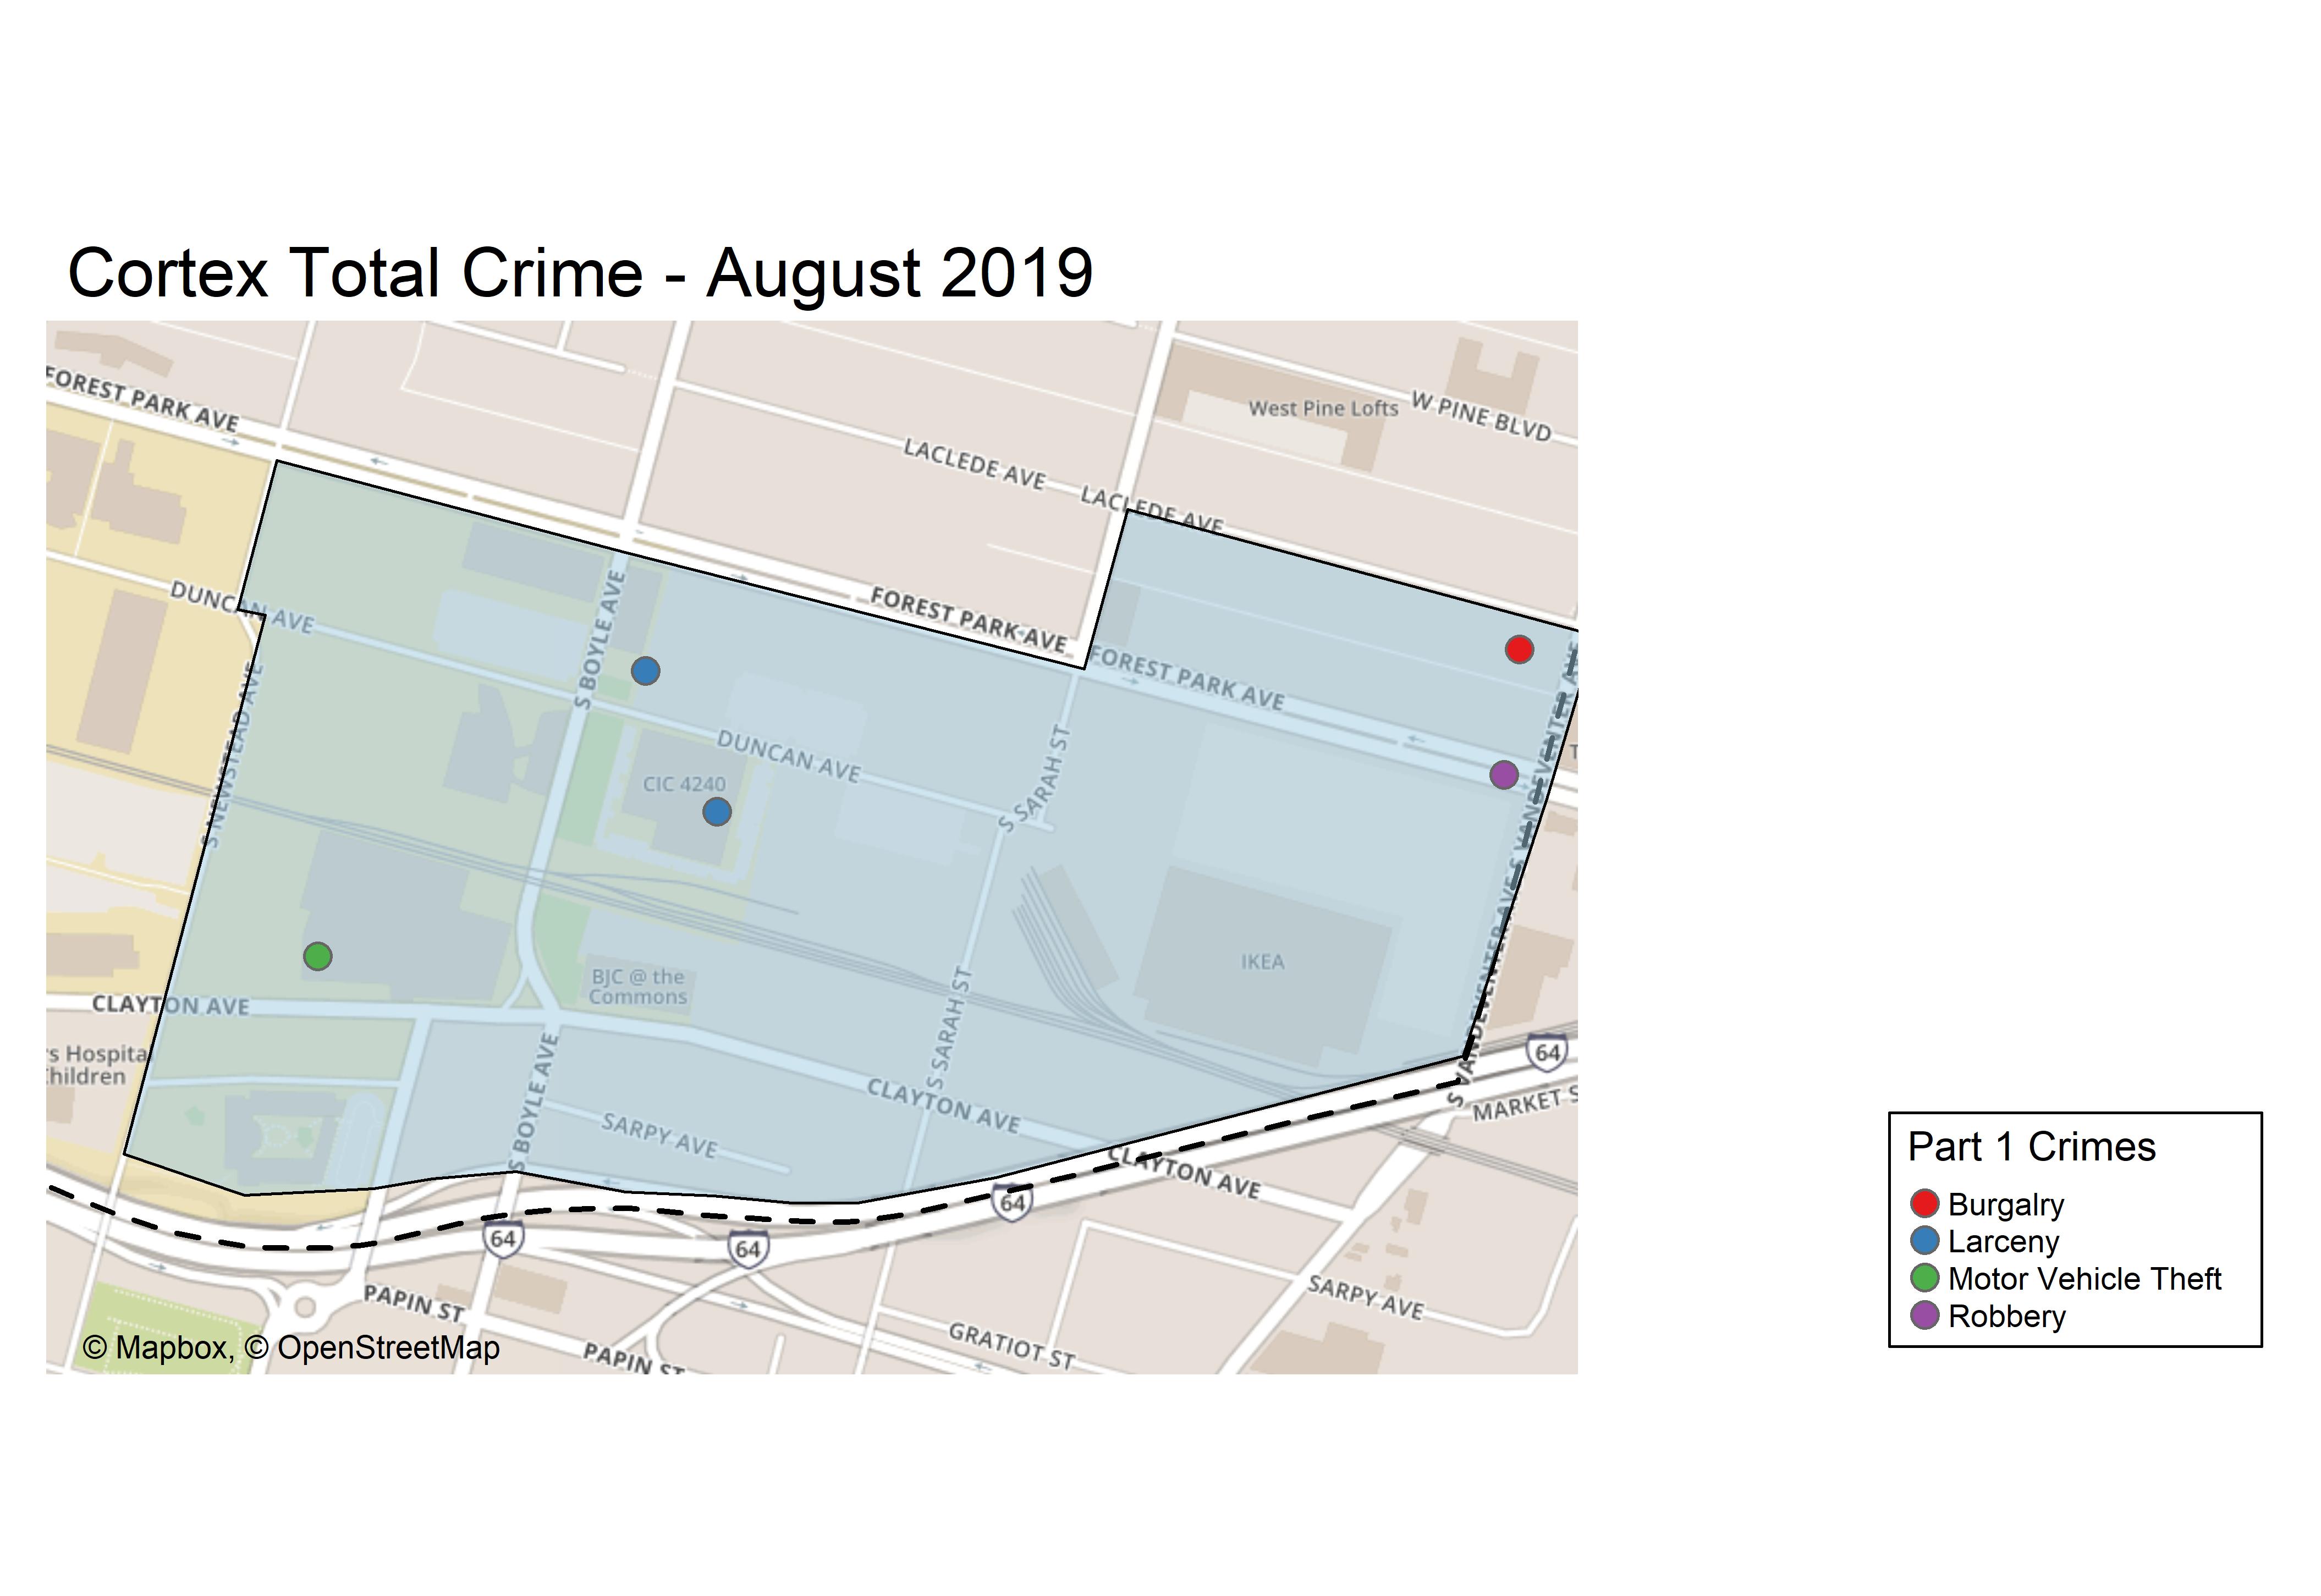 Cortex Total Crime - August 2019
FOREST PARK AVE
West Pine Lofts
W PINE BLVD
LACLEDE AVE
LACLEDE AVE
DUNCAN AVE
S BOYLE AVE
FOREST PARK AVE
FOREST PARK AVE
S NEWSTEAD AVE
DUNCAN AVE
S SARAH ST
S VANDEVENTER AVE
CIC 4240
IKEA
BJC @ the
Commons
S SARAH ST
S VANDEVENTER AVE
CLAYTON AVE
s Hospita
Children
S BOYLE AVE
SARPY AVE
CLAYTON AVE
64
MARKET S
CLAYTON AVE
64
64
64
PAPIN ST
SARPY AVE
GRATIOT ST
PAPIN ST
© Mapbox, © OpenStreetMap
Part 1 Crimes
Burgalry
Larceny
Motor Vehicle Theft
Robbery